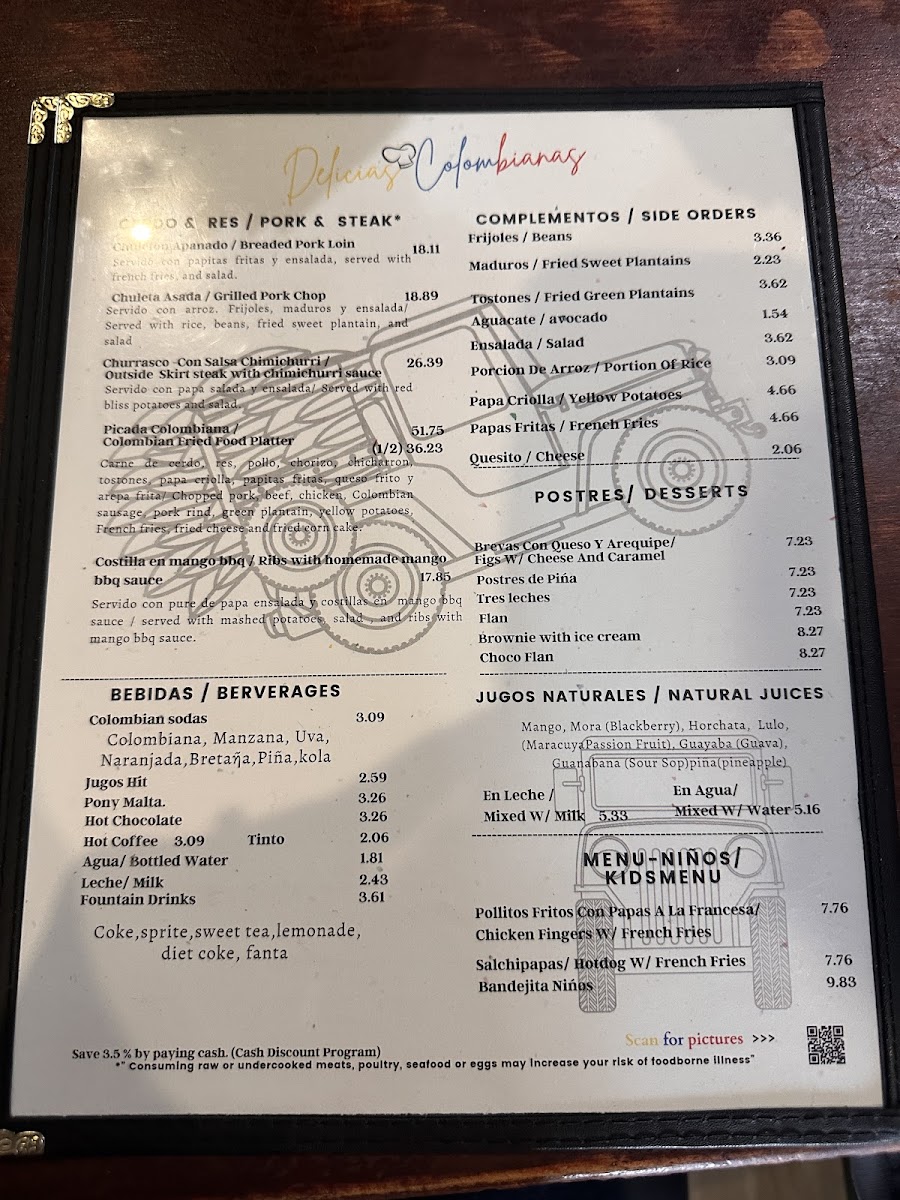 Delicias Colombianas
& RES / PORK & STEAK*
Apanado / Breaded Pork Loin 18.11
Servido con papitas fritas y ensalada, served with
french fries, and salad.
Chuleta Asada / Grilled Pork Chop 18.89
Servido con arroz. Frijoles, maduros y ensalada/
Served with rice, beans, fried sweet plantain, and
salad
Churrasco Con Salsa Chimichurri / 26.39
Outside Skirt steak with chimichurri sauce
Servido con papa salada y ensalada/ Served with red
bliss potatoes and salad.
Picada Colombiana / 51.75
Colombian Fried Food Platter (1/2) 36.23
Carne de cerdo, res, pollo, chorizo, chicharron,
tostones, papa criolla, papitas fritas, queso frito y
arepa frita/ Chopped pork, beef, chicken, Colombian
sausage, pork rind, green plantain, yellow potatoes,
French fries, fried cheese and fried corn cake.
Costilla en mango bbq / Ribs with homemade mango
bbq sauce 17.85
Servido con pure de papa ensalada y costillas en mango bbq
sauce / served with mashed potatoes, salad , and ribs with
mango bbq sauce.
BEBIDAS / BERVERAGES
Colombian sodas 3.09
Colombiana, Manzana, Uva,
Naranjada,Bretaña,Piña,kola
Jugos Hit 2.59
Pony Malta. 3.26
Hot Chocolate 3.26
Hot Coffee 3.09 Tinto 2.06
Agua/ Bottled Water 1.81
Leche/ Milk 2.43
Fountain Drinks 3.61
Coke,sprite,sweet tea,lemonade,
diet coke, fanta
COMPLEMENTOS / SIDE ORDERS
Frijoles / Beans 3.36
Maduros / Fried Sweet Plantains 2.23
Tostones / Fried Green Plantains 3.62
Aguacate / avocado 1.54
Ensalada / Salad 3.62
Porcion De Arroz / Portion Of Rice 3.09
Papa Criolla / Yellow Potatoes 4.66
Papas Fritas / French Fries 4.66
Quesito / Cheese 2.06
POSTRES/ DESSERTS
Brevas Con Queso Y Arequipe/ 7.23
Figs W/ Cheese And Caramel
Postres de Piña 7.23
Tres leches 7.23
Flan 7.23
Brownie with ice cream 8.27
Choco Flan 8.27
JUGOS NATURALES / NATURAL JUICES
Mango, Mora (Blackberry), Horchata, Lulo,
(Maracuya(Passion Fruit), Guayaba (Guava),
Guanabana (Sour Sop)pina(pineapple)
En Leche / En Agua/
Mixed W/ Milk 5.33 Mixed W/ Water 5.16
MENU-NIÑOS/
KIDSMENU
Pollitos Fritos Con Papas A La Francesa/ 7.76
Chicken Fingers W/ French Fries
Salchipapas/ Hotdog W/ French Fries 7.76
Bandejita Niños 9.83
Scan for pictures >>>
Save 3.5 % by paying cash. (Cash Discount Program)
*" Consuming raw or undercooked meats, poultry, seafood or eggs may increase your risk of foodborne illness"